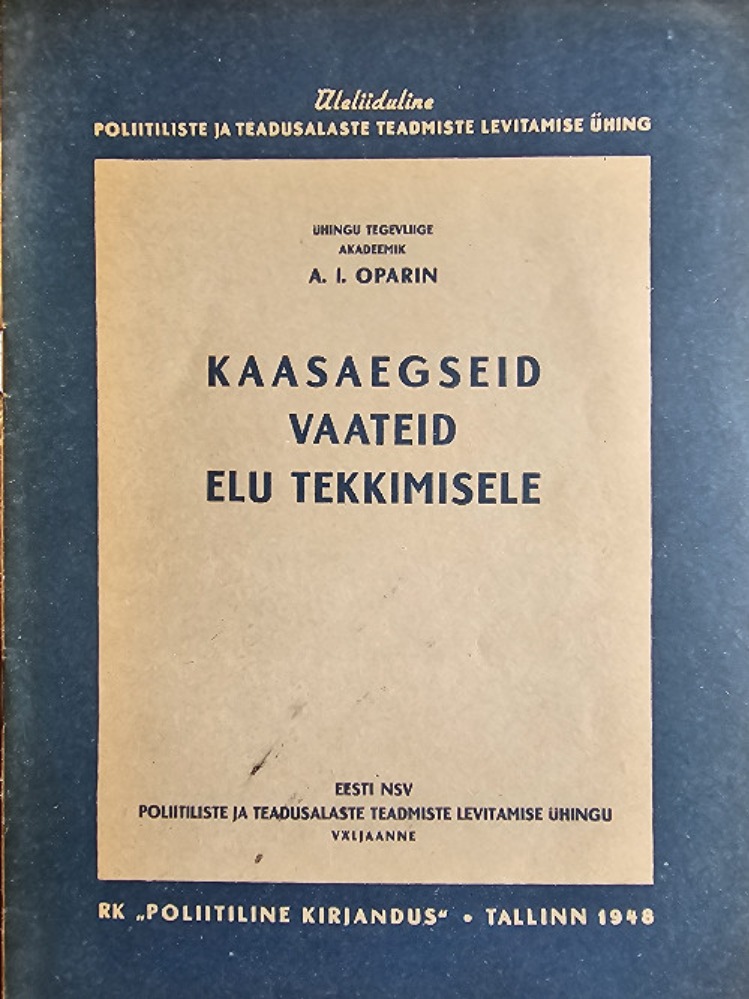 Üleliiduline
POLIITILISTE JA TEADUSALASTE TEADMISTE LEVITAMISE ÜHING
ÜHINGU TEGEVLIIGE
AKADEEMIK
A. I. OPARIN
KAASAEGSEID
VAATEID
ELU TEKKIMISELE
EESTI NSV
POLIITILISTE JA TEADUSALASTE TEADMISTE LEVITAMISE ÜHINGU
VÄLJAANNE
RK „POLIITILINE KIRJANDUS“ • TALLINN 1948